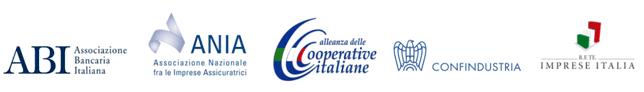 ABI Associazione
Bancaria
Italiana
ANIA
Associazione Nazionale
fra le Imprese Assicuratrici
alleanza delle
Cooperative
italiane
CONFINDUSTRIA
RETE
IMPRESE ITALIA